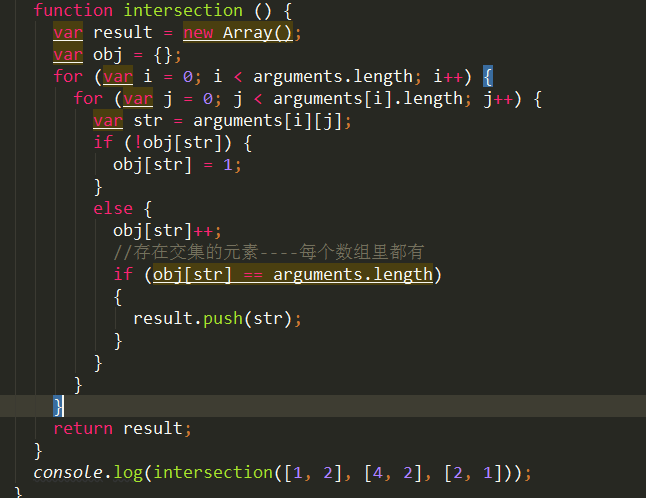 function intersection () {
var result = new Array();
var obj = {};
for (var i = 0; i < arguments.length; i++) {
for (var j = 0; j < arguments[i].length; j++) {
var str = arguments[i][j];
if (!obj[str]) {
obj[str] = 1;
}
else {
obj[str]++;
//存在交集的元素----每个数组里都有
if (obj[str] == arguments.length)
{
result.push(str);
}
}
}
}
return result;
}
console.log(intersection([1, 2], [4, 2], [2, 1]));
}